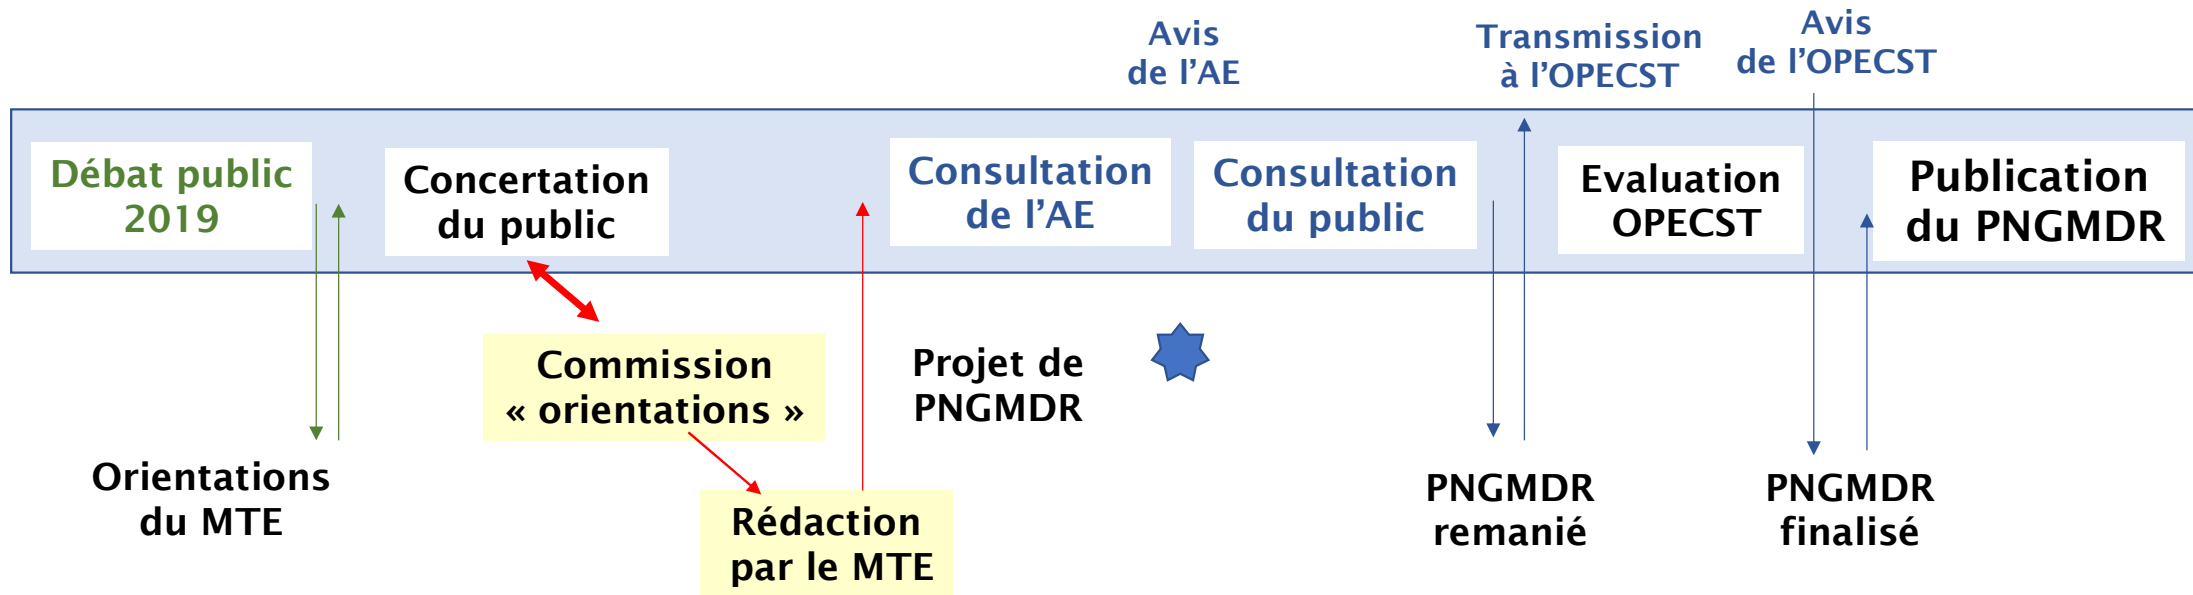 Avis
de l’AE
Transmission
à l’OPECST
Avis
de l’OPECST
Débat public
2019
Concertation
du public
Consultation
de l’AE
Consultation
du public
Evaluation
OPECST
Publication
du PNGMDR
Commission
« orientations »
Projet de
PNGMDR
Orientations
du MTE
Rédaction
par le MTE
PNGMDR
remanié
PNGMDR
finalisé